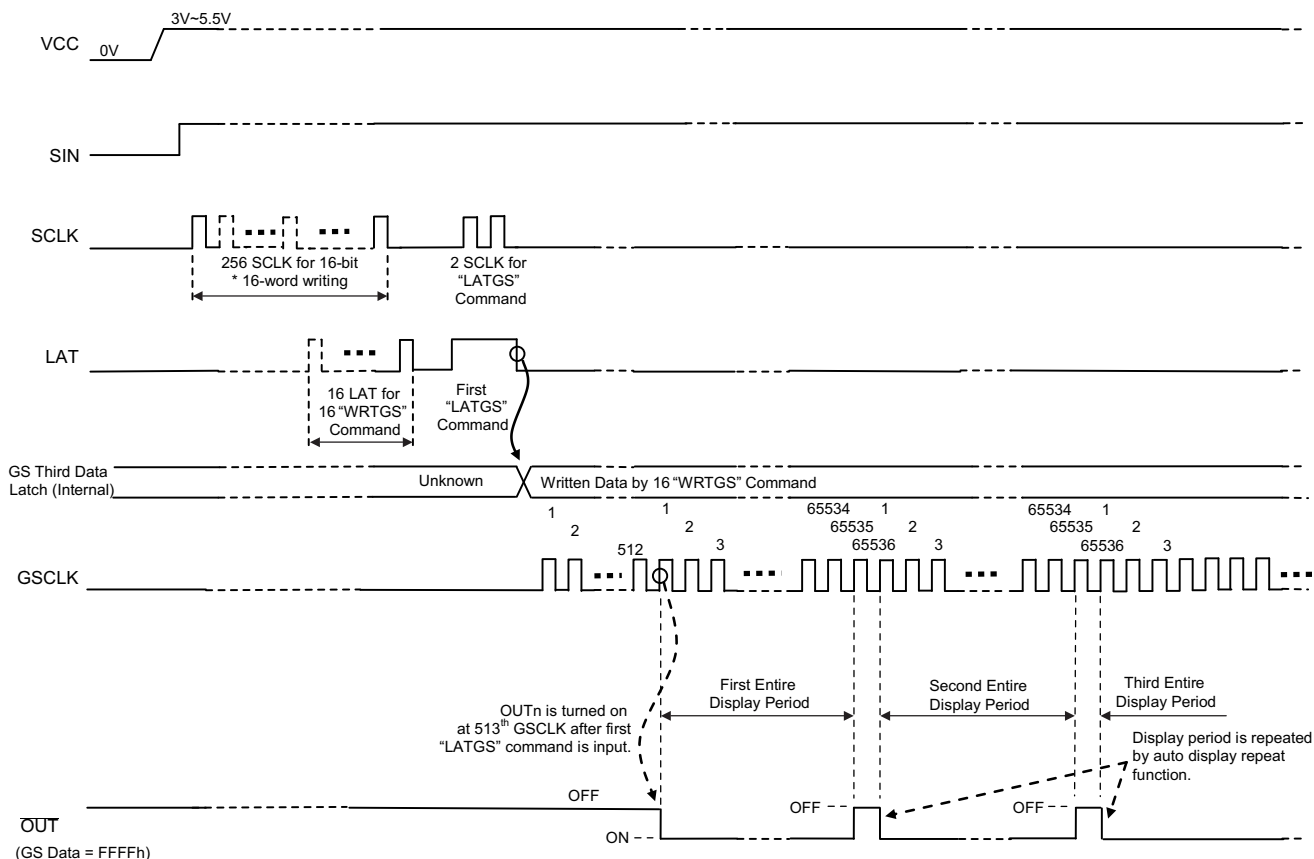 3V~5.5V
VCC
0V
SIN
SCLK
256 SCLK for 16-bit
* 16-word writing
2 SCLK for
“LATGS”
Command
LAT
16 LAT for
16 “WRTGS”
Command
First
“LATGS”
Command
GS Third Data
Latch (Internal)
Unknown
Written Data by 16 “WRTGS” Command
1
2
512
1
2
3
65534
65535
65536
1
2
3
65534
65535
65536
1
2
3
GSCLK
First Entire
Display Period
Second Entire
Display Period
Third Entire
Display Period
OUTn is turned on
at 513th GSCLK after first
“LATGS” command is input.
Display period is repeated
by auto display repeat
function.
OFF
OFF
OFF
OUT
ON
(GS Data = FFFFh)